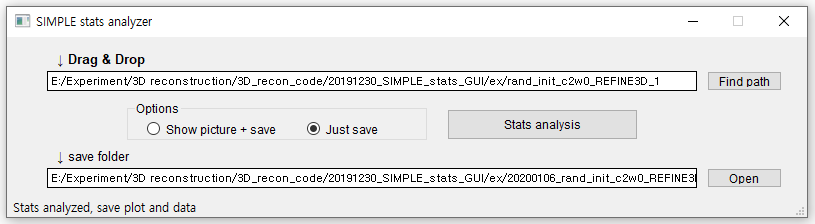 SIMPLE stats analyzer
↓ Drag & Drop
E:/Experiment/3D reconstruction/3D_recon_code/20191230_SIMPLE_stats_GUI/ex/rand_init_c2w0_REFINE3D_1
Find path
Options
Show picture + save
Just save
Stats analysis
↓ save folder
E:/Experiment/3D reconstruction/3D_recon_code/20191230_SIMPLE_stats_GUI/ex/20200106_rand_init_c2w0_REFINE3
Open
Stats analyzed, save plot and data